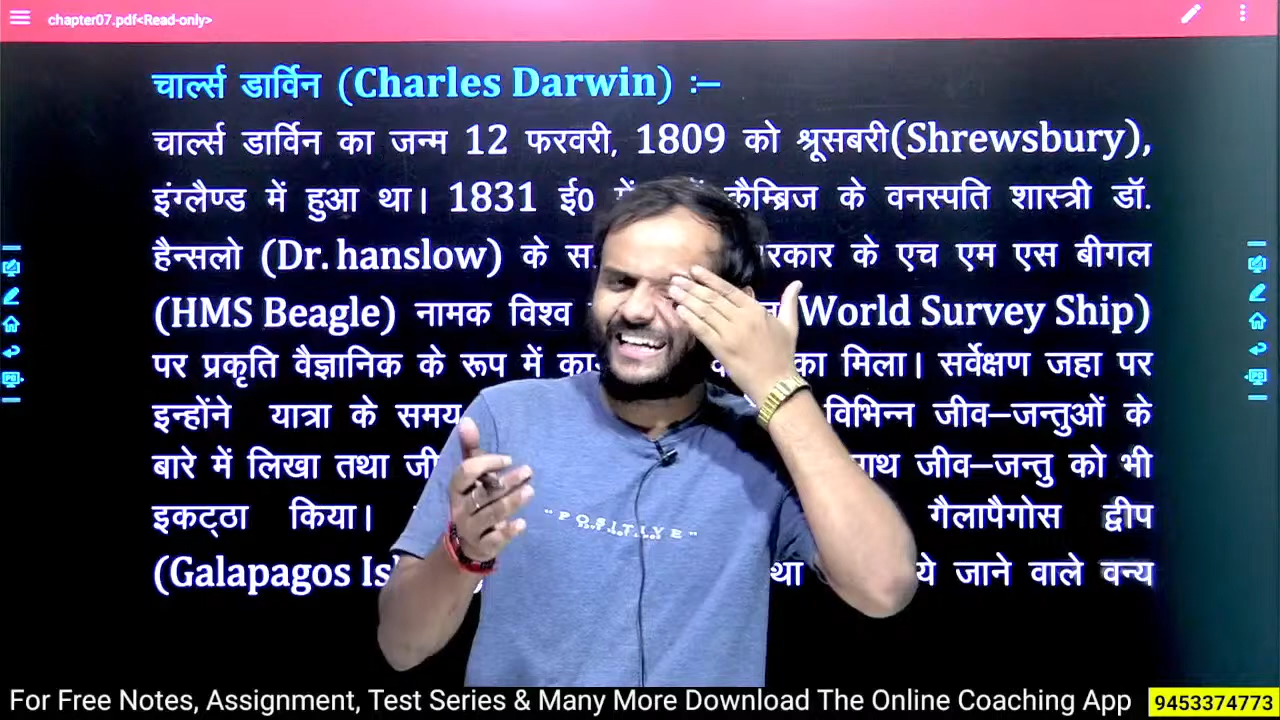 chapter07.pdf<Read-only>
चार्ल्स डार्विन (Charles Darwin) :–
चार्ल्स डार्विन का जन्म 12 फरवरी, 1809 को श्रूसबरी(Shrewsbury),
इंग्लैण्ड में हुआ था। 1831 ई0 कैम्ब्रिज के वनस्पति शास्त्री डॉ.
हैन्सलो (Dr. hanslow) के एच एम एस बीगल
(HMS Beagle) नामक विश्व World Survey Ship)
पर प्रकृति वैज्ञानिक के रूप में का मिला। सर्वेक्षण जहा पर
इन्होंने यात्रा के समय विभिन्न जीव–जन्तुओं के
बारे में लिखा तथा जीव–जन्तु को भी
इकट्ठा किया। गैलापैगोस द्वीप
(Galapagos जाने वाले वन्य
"POSITIVE"
For Free Notes, Assignment, Test Series & Many More Download The Online Coaching App 9453374773